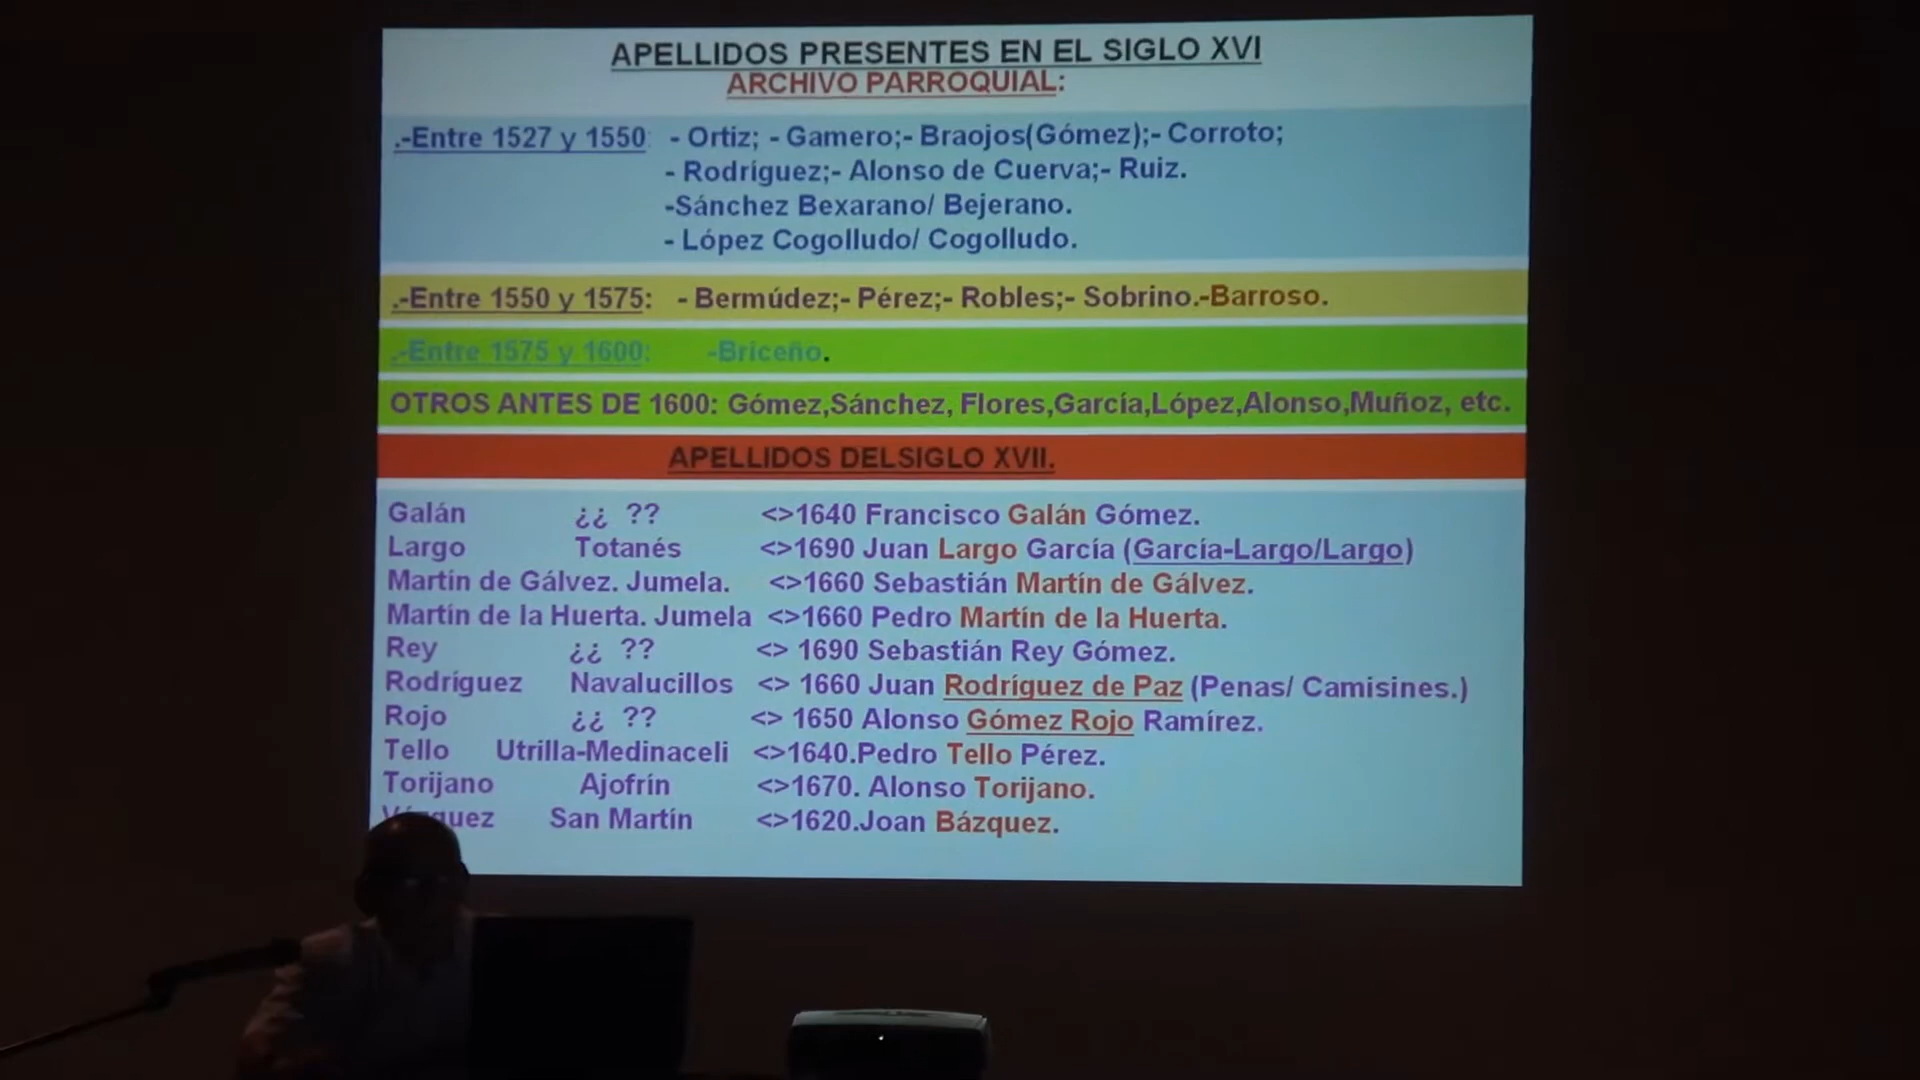 APELLIDOS PRESENTES EN EL SIGLO XVI
ARCHIVO PARROQUIAL:
.-Entre 1527 y 1550: - Ortiz; - Gamero;- Braojos(Gómez);- Corroto;
- Rodríguez;- Alonso de Cuerva;- Ruiz.
-Sánchez Bexarano/ Bejerano.
- López Cogolludo/ Cogolludo.
.-Entre 1550 y 1575: - Bermúdez;- Pérez;- Robles;- Sobrino.-Barroso.
.-Entre 1575 y 1600: -Briceño.
OTROS ANTES DE 1600: Gómez,Sánchez, Flores,García,López,Alonso,Muñoz, etc.
APELLIDOS DELSIGLO XVII.
Galán ¿¿ ?? <>1640 Francisco Galán Gómez.
Largo Totanés <>1690 Juan Largo García (García-Largo/Largo)
Martín de Gálvez. Jumela. <>1660 Sebastián Martín de Gálvez.
Martín de la Huerta. Jumela <>1660 Pedro Martín de la Huerta.
Rey ¿¿ ?? <> 1690 Sebastián Rey Gómez.
Rodríguez Navalucillos <> 1660 Juan Rodríguez de Paz (Penas/ Camisines.)
Rojo ¿¿ ?? <> 1650 Alonso Gómez Rojo Ramírez.
Tello Utrilla-Medinaceli <>1640.Pedro Tello Pérez.
Torijano Ajofrín <>1670. Alonso Torijano.
San Martín <>1620.Joan Bázquez.